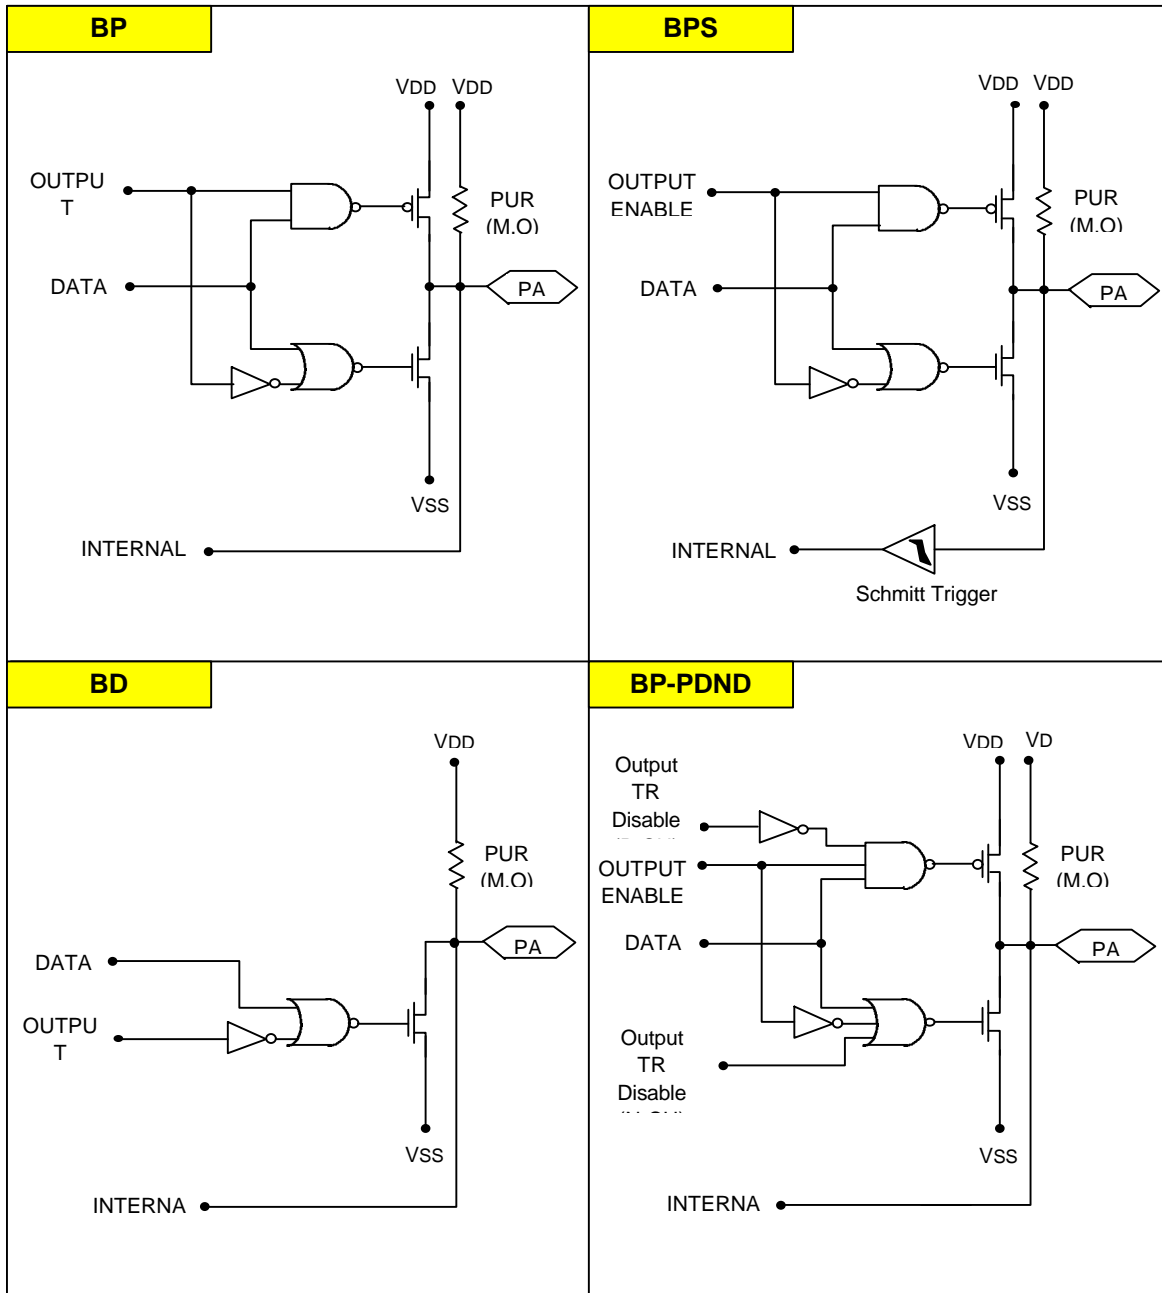 BP
VDD VDD
OUTPU
T
PUR
(M.O)
DATA
PA
VSS
INTERNAL
BPS
VDD VDD
OUTPUT
ENABLE
PUR
(M.O)
DATA
PA
VSS
INTERNAL
Schmitt Trigger
BD
VDD
PUR
(M.O)
PA
DATA
OUTPU
T
VSS
INTERNA
BP-PDND
VDD VD
Output
TR
Disable
OUTPUT
ENABLE
PUR
(M.O)
DATA
PA
Output
TR
Disable
VSS
INTERNA